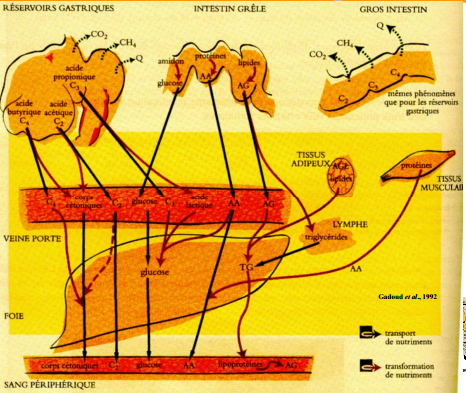 RÉSERVOIRS GASTRIQUES
INTESTIN GRÊLE
GROS INTESTIN
CO2
CH4
Q
acide
propionique
C3
acide
butyrique
C4
acide
acétique
C2
amidon
glucose
protéines
AA
lipides
AG
Q
CH4
CO2
C2
C3
C4
mêmes phénomènes
que pour les réservoirs
gastriques
TISSUS
ADIPEUX
AGL
lipides
protéines
TISSUS
MUSCULAI
C4
corps
cétoniques
C2
glucose
C3
acide
lactique
AA
AG
VEINE PORTE
LYMPHE
triglycérides
glucose
TG
AA
FOIE
Gadoud et al., 1992
transport
de nutriments
transformation
de nutriments
corps cétoniques
C2
glucose
AA
lipoprotéines
AG
SANG PÉRIPHÉRIQUE